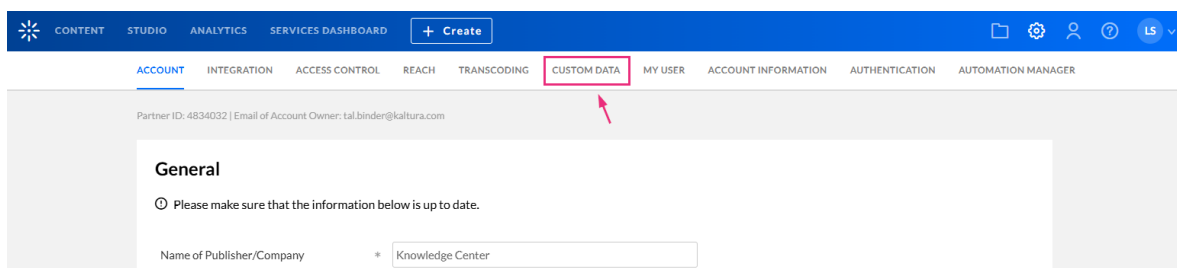 CONTENT STUDIO ANALYTICS SERVICES DASHBOARD + Create LS
ACCOUNT INTEGRATION ACCESS CONTROL REACH TRANSCODING CUSTOM DATA MY USER ACCOUNT INFORMATION AUTHENTICATION AUTOMATION MANAGER
Partner ID: 4834032 | Email of Account Owner: tal.binder@kaltura.com
General
Please make sure that the information below is up to date.
Name of Publisher/Company * Knowledge Center